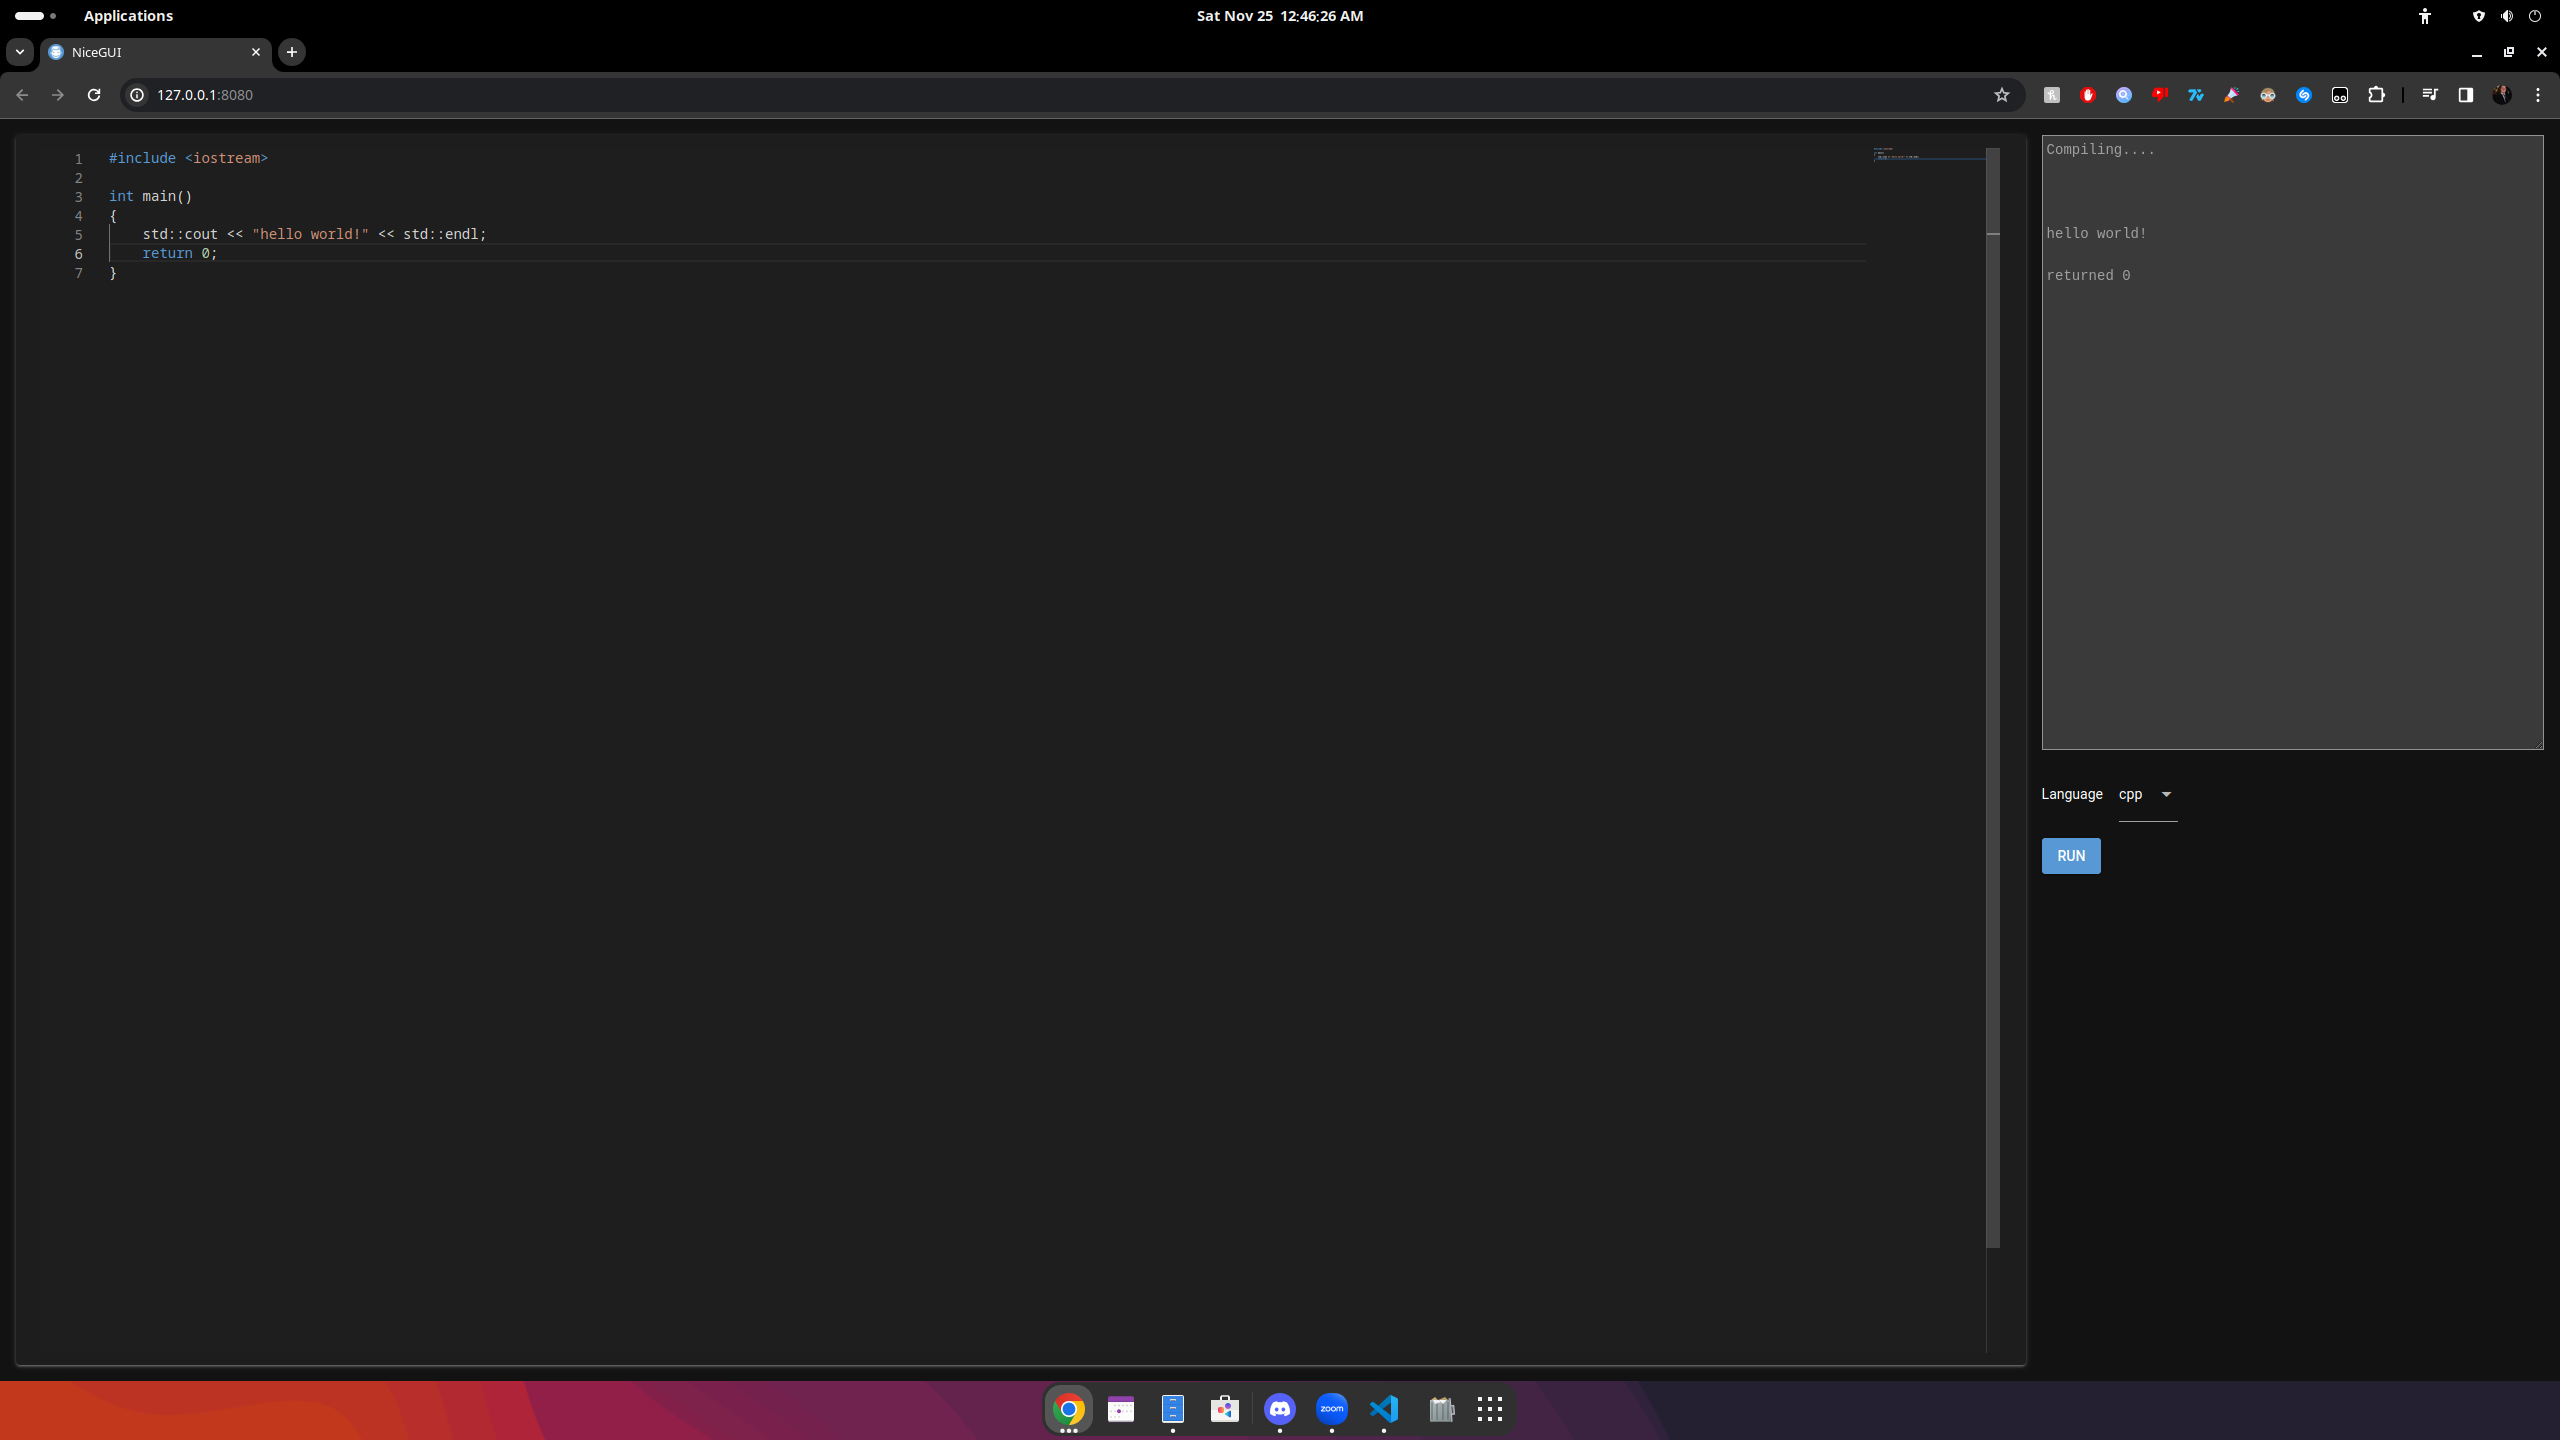 Applications
Sat Nov 25 12:46:26 AM
NiceGUI
127.0.0.1:8080
1 #include <iostream>
2
3 int main()
4 {
5     std::cout << "hello world!" << std::endl;
6     return 0;
7 }
Compiling....
hello world!
returned 0
Language cpp
RUN
zoom